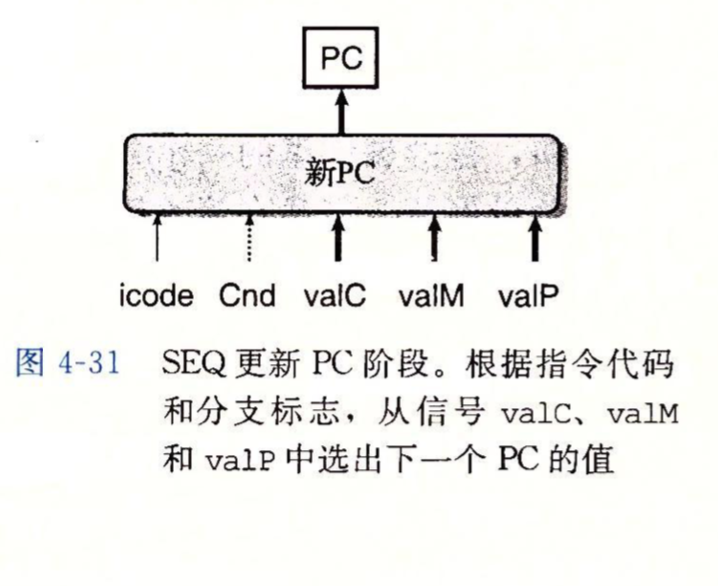 PC
新PC
icode Cnd valC valM valP
图 4-31 SEQ 更新 PC 阶段。根据指令代码
和分支标志，从信号 valC、valM
和 valP 中选出下一个 PC 的值